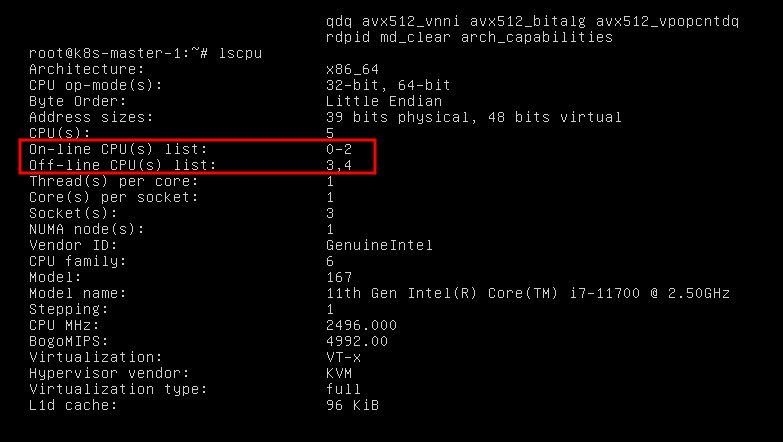 qdq avx512_vnni avx512_bitalg avx512_vpopcntdq
rdpid md_clear arch_capabilities
root@k8s-master-1:~# lscpu
Architecture: x86_64
CPU op-mode(s): 32-bit, 64-bit
Byte Order: Little Endian
Address sizes: 39 bits physical, 48 bits virtual
CPU(s): 5
On-line CPU(s) list: 0-2
Off-line CPU(s) list: 3,4
Thread(s) per core: 1
Core(s) per socket: 1
Socket(s): 3
NUMA node(s): 1
Vendor ID: GenuineIntel
CPU family: 6
Model: 167
Model name: 11th Gen Intel(R) Core(TM) i7-11700 @ 2.50GHz
Stepping: 1
CPU MHz: 2496.000
BogoMIPS: 4992.00
Virtualization: VT-x
Hypervisor vendor: KVM
Virtualization type: full
L1d cache: 96 KiB